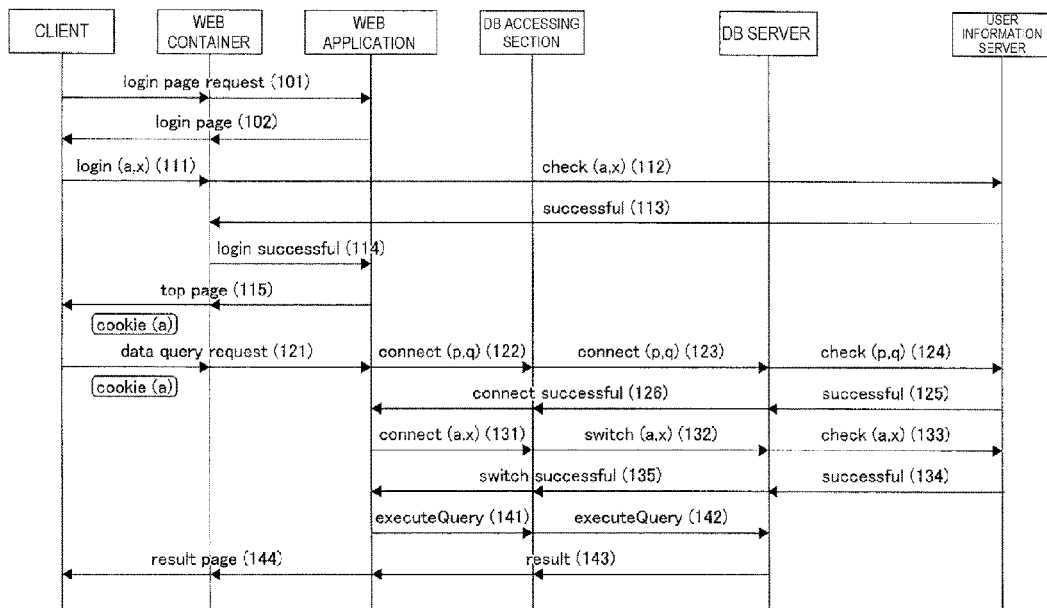 CLIENT
WEB
CONTAINER
WEB
APPLICATION
DB ACCESSING
SECTION
DB SERVER
USER
INFORMATION
SERVER
login page request (101)
login page (102)
login (a,x) (111)
check (a,x) (112)
successful (113)
login successful (114)
top page (115)
cookie (a)
data query request (121)
connect (p,q) (122)
connect (p,q) (123)
check (p,q) (124)
cookie (a)
connect successful (126)
successful (125)
connect (a,x) (131)
switch (a,x) (132)
check (a,x) (133)
switch successful (135)
successful (134)
executeQuery (141)
executeQuery (142)
result page (144)
result (143)